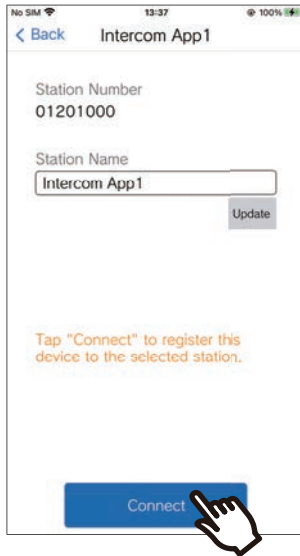 No SIM 13:37 100%
Back Intercom App1
Station Number
01201000
Station Name
Intercom App1
Update
Tap "Connect" to register this
device to the selected station.
Connect